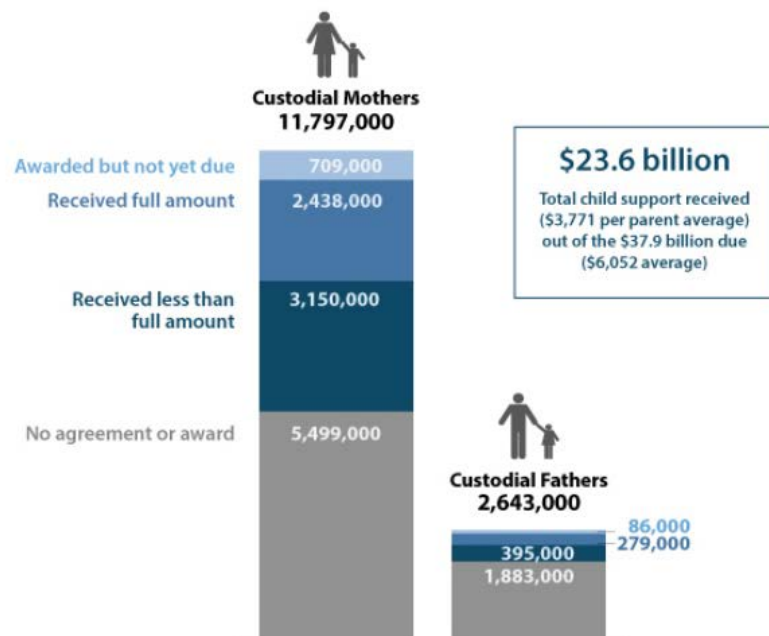 Custodial Mothers
11,797,000
Awarded but not yet due
709,000
Received full amount
2,438,000
Received less than
full amount
3,150,000
No agreement or award
5,499,000
$23.6 billion
Total child support received
($3,771 per parent average)
out of the $37.9 billion due
($6,052 average)
Custodial Fathers
2,643,000
86,000
279,000
395,000
1,883,000